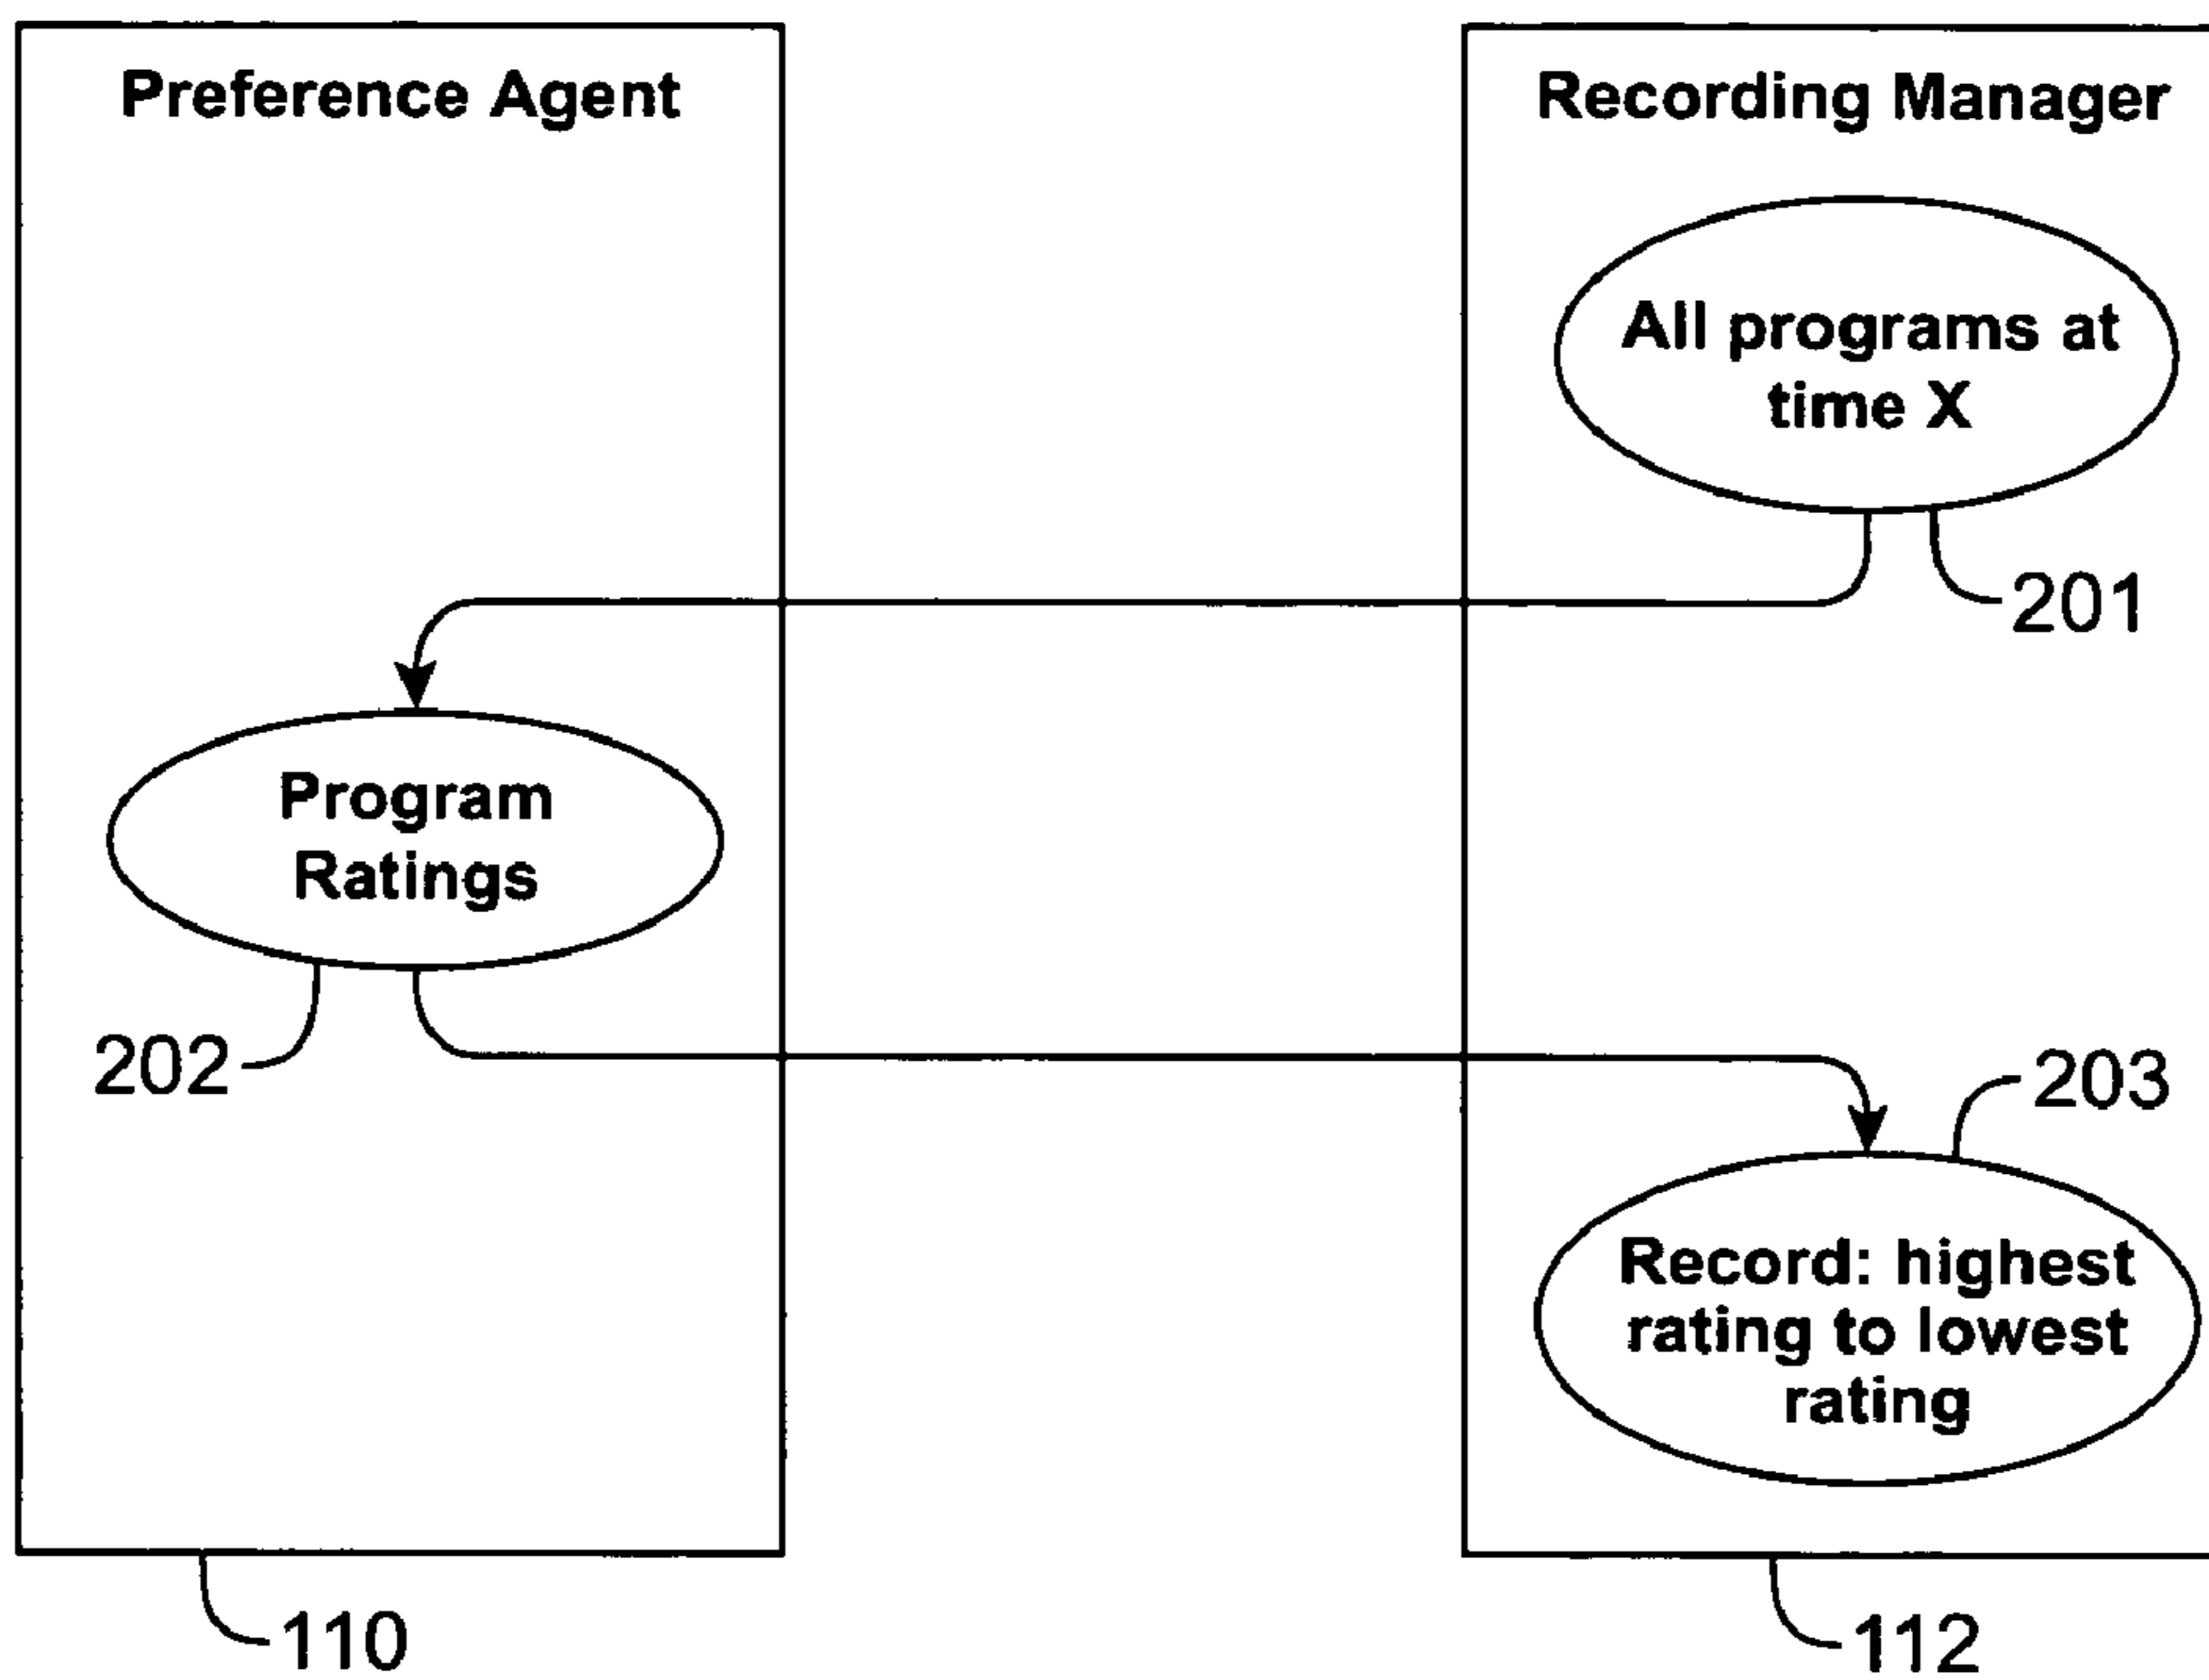 Preference Agent
Recording Manager
All programs at
time X
201
Program
Ratings
202
203
Record: highest
rating to lowest
rating
110
112